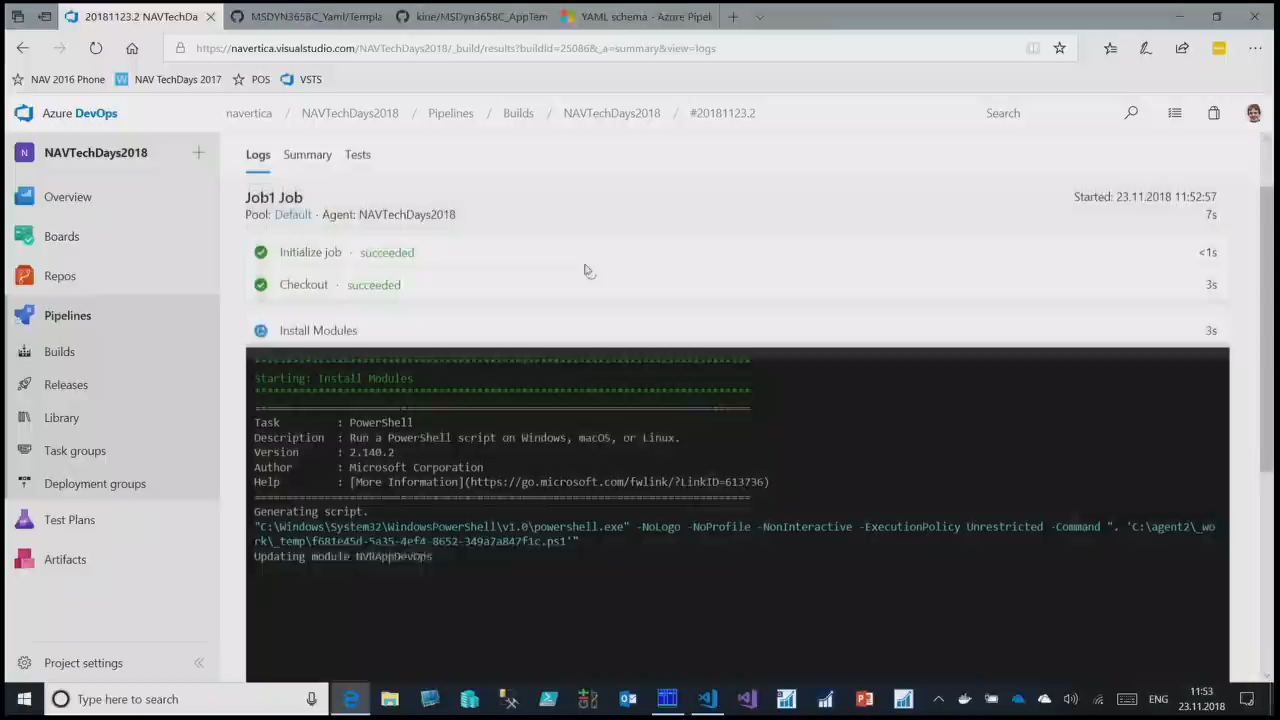 20181123.2 NAVTechDa
MSDYN365BC_Yaml/Templa
kine/MSDyn365BC_AppTem
YAML schema - Azure Pipel
https://navertica.visualstudio.com/NAVTechDays2018/_build/results?buildId=25086&_a=summary&view=logs
NAV 2016 Phone
NAV TechDays 2017
POS
VSTS
Azure DevOps
navertica / NAVTechDays2018 / Pipelines / Builds / NAVTechDays2018 / #20181123.2
Search
N
NAVTechDays2018
Overview
Boards
Repos
Pipelines
Builds
Releases
Library
Task groups
Deployment groups
Test Plans
Artifacts
Project settings
Logs Summary Tests
Job1 Job
Started: 23.11.2018 11:52:57
Pool: Default · Agent: NAVTechDays2018
7s
Initialize job · succeeded
<1s
Checkout · succeeded
3s
Install Modules
3s
Starting: Install Modules
Task : PowerShell
Description : Run a PowerShell script on Windows, macOS, or Linux.
Version : 2.140.2
Author : Microsoft Corporation
Help : [More Information](https://go.microsoft.com/fwlink/?LinkID=613736)
Generating script.
"C:\Windows\System32\WindowsPowerShell\v1.0\powershell.exe" -NoLogo -NoProfile -NonInteractive -ExecutionPolicy Unrestricted -Command ". 'C:\agent2\_wo
rk\_temp\f681e45d-5a35-4ef4-8652-349a7a847f1c.ps1'"
Updating module NVRAppDevOps
Type here to search
ENG
11:53
23.11.2018